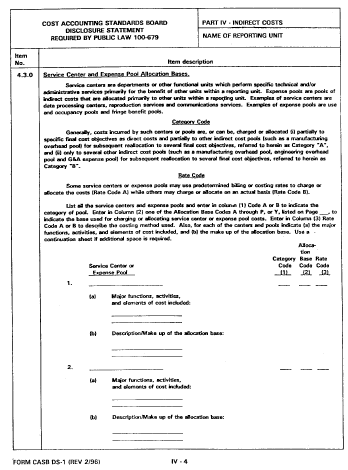 COST ACCOUNTING STANDARDS BOARD
DISCLOSURE STATEMENT
REQUIRED BY PUBLIC LAW 100-679
PART IV - INDIRECT COSTS
NAME OF REPORTING UNIT
Item
No.
Item description
4.3.0
Service Center and Expense Pool Allocation Bases.
Service centers are departments or other functional units which perform specific technical and/or
administrative services primarily for the benefit of other units within a reporting unit. Expense pools are pools of
indirect costs that are allocated primarily to other units within a reporting unit. Examples of service centers are
data processing centers, reproduction services and communications services. Examples of expense pools are use
and occupancy pools and fringe benefit pools.
Category Code
Generally, costs incurred by such centers or pools are, or can be, charged or allocated (i) partially to
specific final cost objectives as direct costs and partially to other indirect cost pools (such as a manufacturing
overhead pool) for subsequent reallocation to several final cost objectives, referred to herein as Category "A",
and (ii) only to several other indirect cost pools (such as a manufacturing overhead pool, engineering overhead
pool and G&A expense pool) for subsequent reallocation to several final cost objectives, referred to herein as
Category "B".
Rate Code
Some service centers or expense pools may use predetermined billing or costing rates to charge or
allocate the costs (Rate Code A) while others may charge or allocate on an actual basis (Rate Code B).
List all the service centers and expense pools and enter in column (1) Code A or B to indicate the
category of pool. Enter in Column (2) one of the Allocation Base Codes A through P, or Y, listed on Page __, to
indicate the base used for charging or allocating service center or expense pool costs. Enter in Column (3) Rate
Code A or B to describe the costing method used. Also, for each of the centers and pools indicate (a) the major
functions, activities, and elements of cost included, and (b) the make up of the allocation base. Use a
continuation sheet if additional space is required.
Alloca-
tion
Category Base Rate
Service Center or Code Code Code
Expense Pool (1) (2) (3)
1.
(a) Major functions, activities,
and elements of cost included:
(b) Description/Make up of the allocation base:
2.
(a) Major functions, activities,
and elements of cost included:
(b) Description/Make up of the allocation base:
FORM CASB DS-1 (REV 2/96)
IV - 4